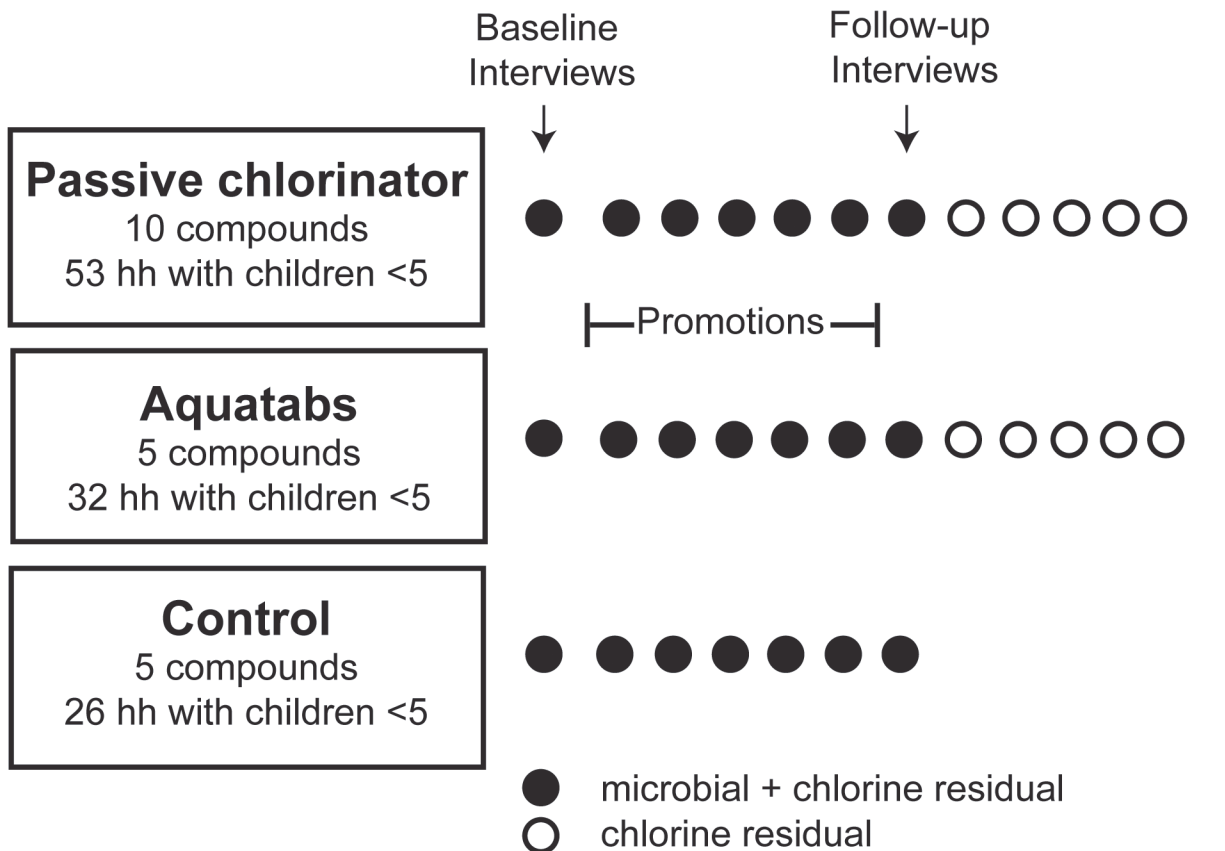 Baseline
Interviews
Follow-up
Interviews
Passive chlorinator
10 compounds
53 hh with children <5
Promotions
Aquatabs
5 compounds
32 hh with children <5
Control
5 compounds
26 hh with children <5
microbial + chlorine residual
chlorine residual